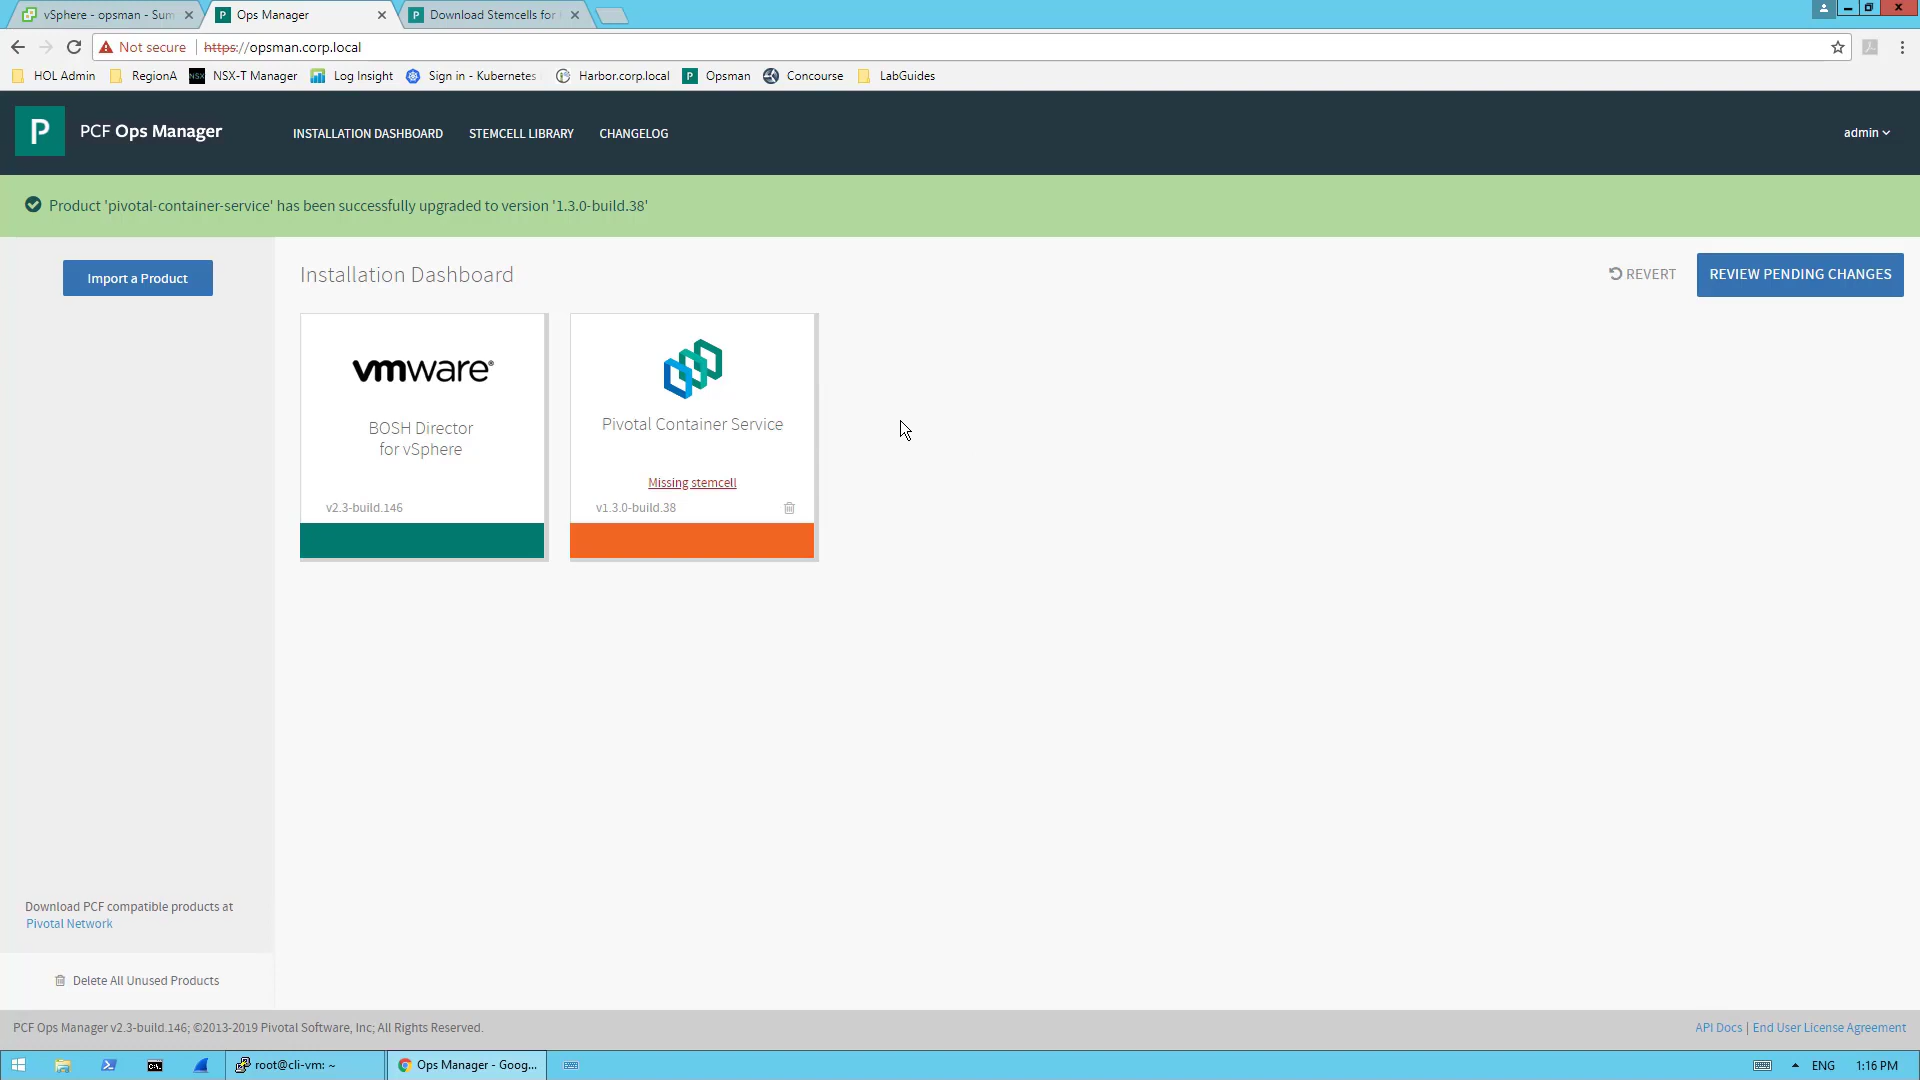 vSphere - opsman - Sum
Ops Manager
Download Stemcells for
Not secure
https://opsman.corp.local
HOL Admin
RegionA
NSX
NSX-T Manager
Log Insight
Sign in - Kubernetes
Harbor.corp.local
P
Opsman
Concourse
LabGuides
P
PCF Ops Manager
INSTALLATION DASHBOARD
STEMCELL LIBRARY
CHANGELOG
admin
Product 'pivotal-container-service' has been successfully upgraded to version '1.3.0-build.38'
Import a Product
Installation Dashboard
REVERT
REVIEW PENDING CHANGES
vmware®
BOSH Director
for vSphere
v2.3-build.146
Pivotal Container Service
Missing stemcell
v1.3.0-build.38
Download PCF compatible products at
Pivotal Network
Delete All Unused Products
PCF Ops Manager v2.3-build.146; ©2013-2019 Pivotal Software, Inc; All Rights Reserved.
API Docs | End User License Agreement
root@cli-vm: ~
Ops Manager - Goog...
ENG
1:16 PM